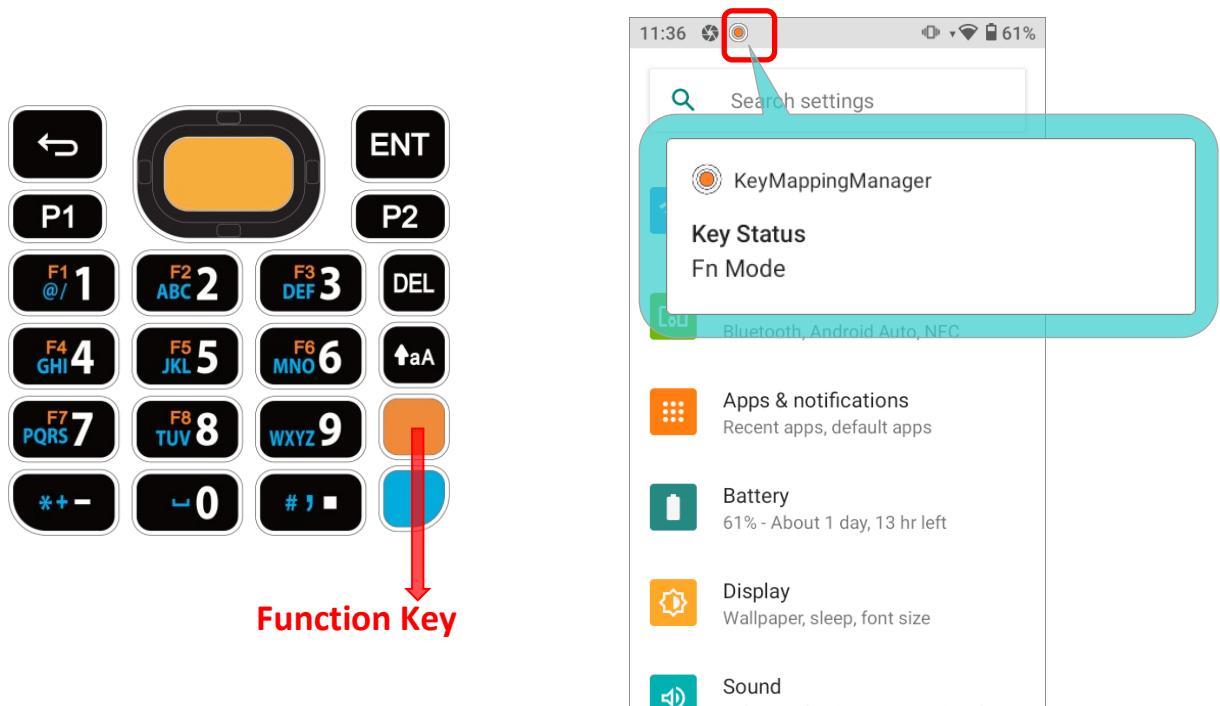 ENT
P1
P2
F1 @/ 1
F2 ABC 2
F3 DEF 3
DEL
F4 GHI 4
F5 JKL 5
F6 MNO 6
aA
F7 PQRS 7
F8 TUV 8
WXYZ 9
*+-
0
# , ■
Function Key
11:36
61%
Search settings
KeyMappingManager
Key Status
Fn Mode
Bluetooth, Android Auto, NFC
Apps & notifications
Recent apps, default apps
Battery
61% - About 1 day, 13 hr left
Display
Wallpaper, sleep, font size
Sound